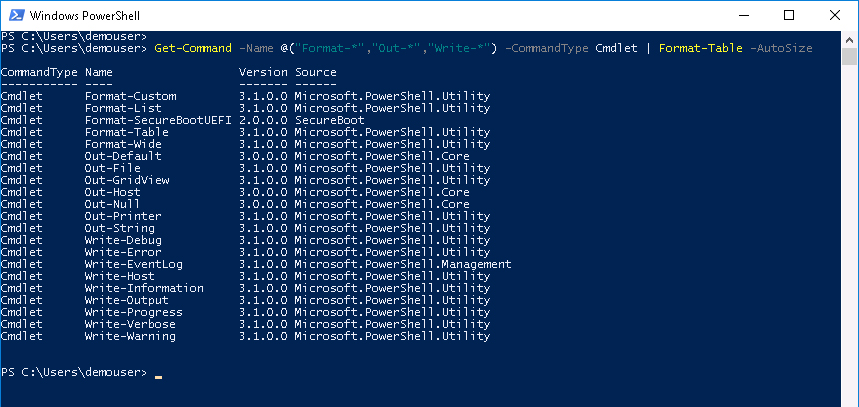 Windows PowerShell
PS C:\Users\demouser>
PS C:\Users\demouser> Get-Command -Name @("Format-*","Out-*","Write-*") -CommandType Cmdlet | Format-Table -AutoSize
CommandType Name Version Source
----------- ---- ------- ------
Cmdlet Format-Custom 3.1.0.0 Microsoft.PowerShell.Utility
Cmdlet Format-List 3.1.0.0 Microsoft.PowerShell.Utility
Cmdlet Format-SecureBootUEFI 2.0.0.0 SecureBoot
Cmdlet Format-Table 3.1.0.0 Microsoft.PowerShell.Utility
Cmdlet Format-Wide 3.1.0.0 Microsoft.PowerShell.Utility
Cmdlet Out-Default 3.0.0.0 Microsoft.PowerShell.Core
Cmdlet Out-File 3.1.0.0 Microsoft.PowerShell.Utility
Cmdlet Out-GridView 3.1.0.0 Microsoft.PowerShell.Utility
Cmdlet Out-Host 3.0.0.0 Microsoft.PowerShell.Core
Cmdlet Out-Null 3.0.0.0 Microsoft.PowerShell.Core
Cmdlet Out-Printer 3.1.0.0 Microsoft.PowerShell.Utility
Cmdlet Out-String 3.1.0.0 Microsoft.PowerShell.Utility
Cmdlet Write-Debug 3.1.0.0 Microsoft.PowerShell.Utility
Cmdlet Write-Error 3.1.0.0 Microsoft.PowerShell.Utility
Cmdlet Write-EventLog 3.1.0.0 Microsoft.PowerShell.Management
Cmdlet Write-Host 3.1.0.0 Microsoft.PowerShell.Utility
Cmdlet Write-Information 3.1.0.0 Microsoft.PowerShell.Utility
Cmdlet Write-Output 3.1.0.0 Microsoft.PowerShell.Utility
Cmdlet Write-Progress 3.1.0.0 Microsoft.PowerShell.Utility
Cmdlet Write-Verbose 3.1.0.0 Microsoft.PowerShell.Utility
Cmdlet Write-Warning 3.1.0.0 Microsoft.PowerShell.Utility
PS C:\Users\demouser> _